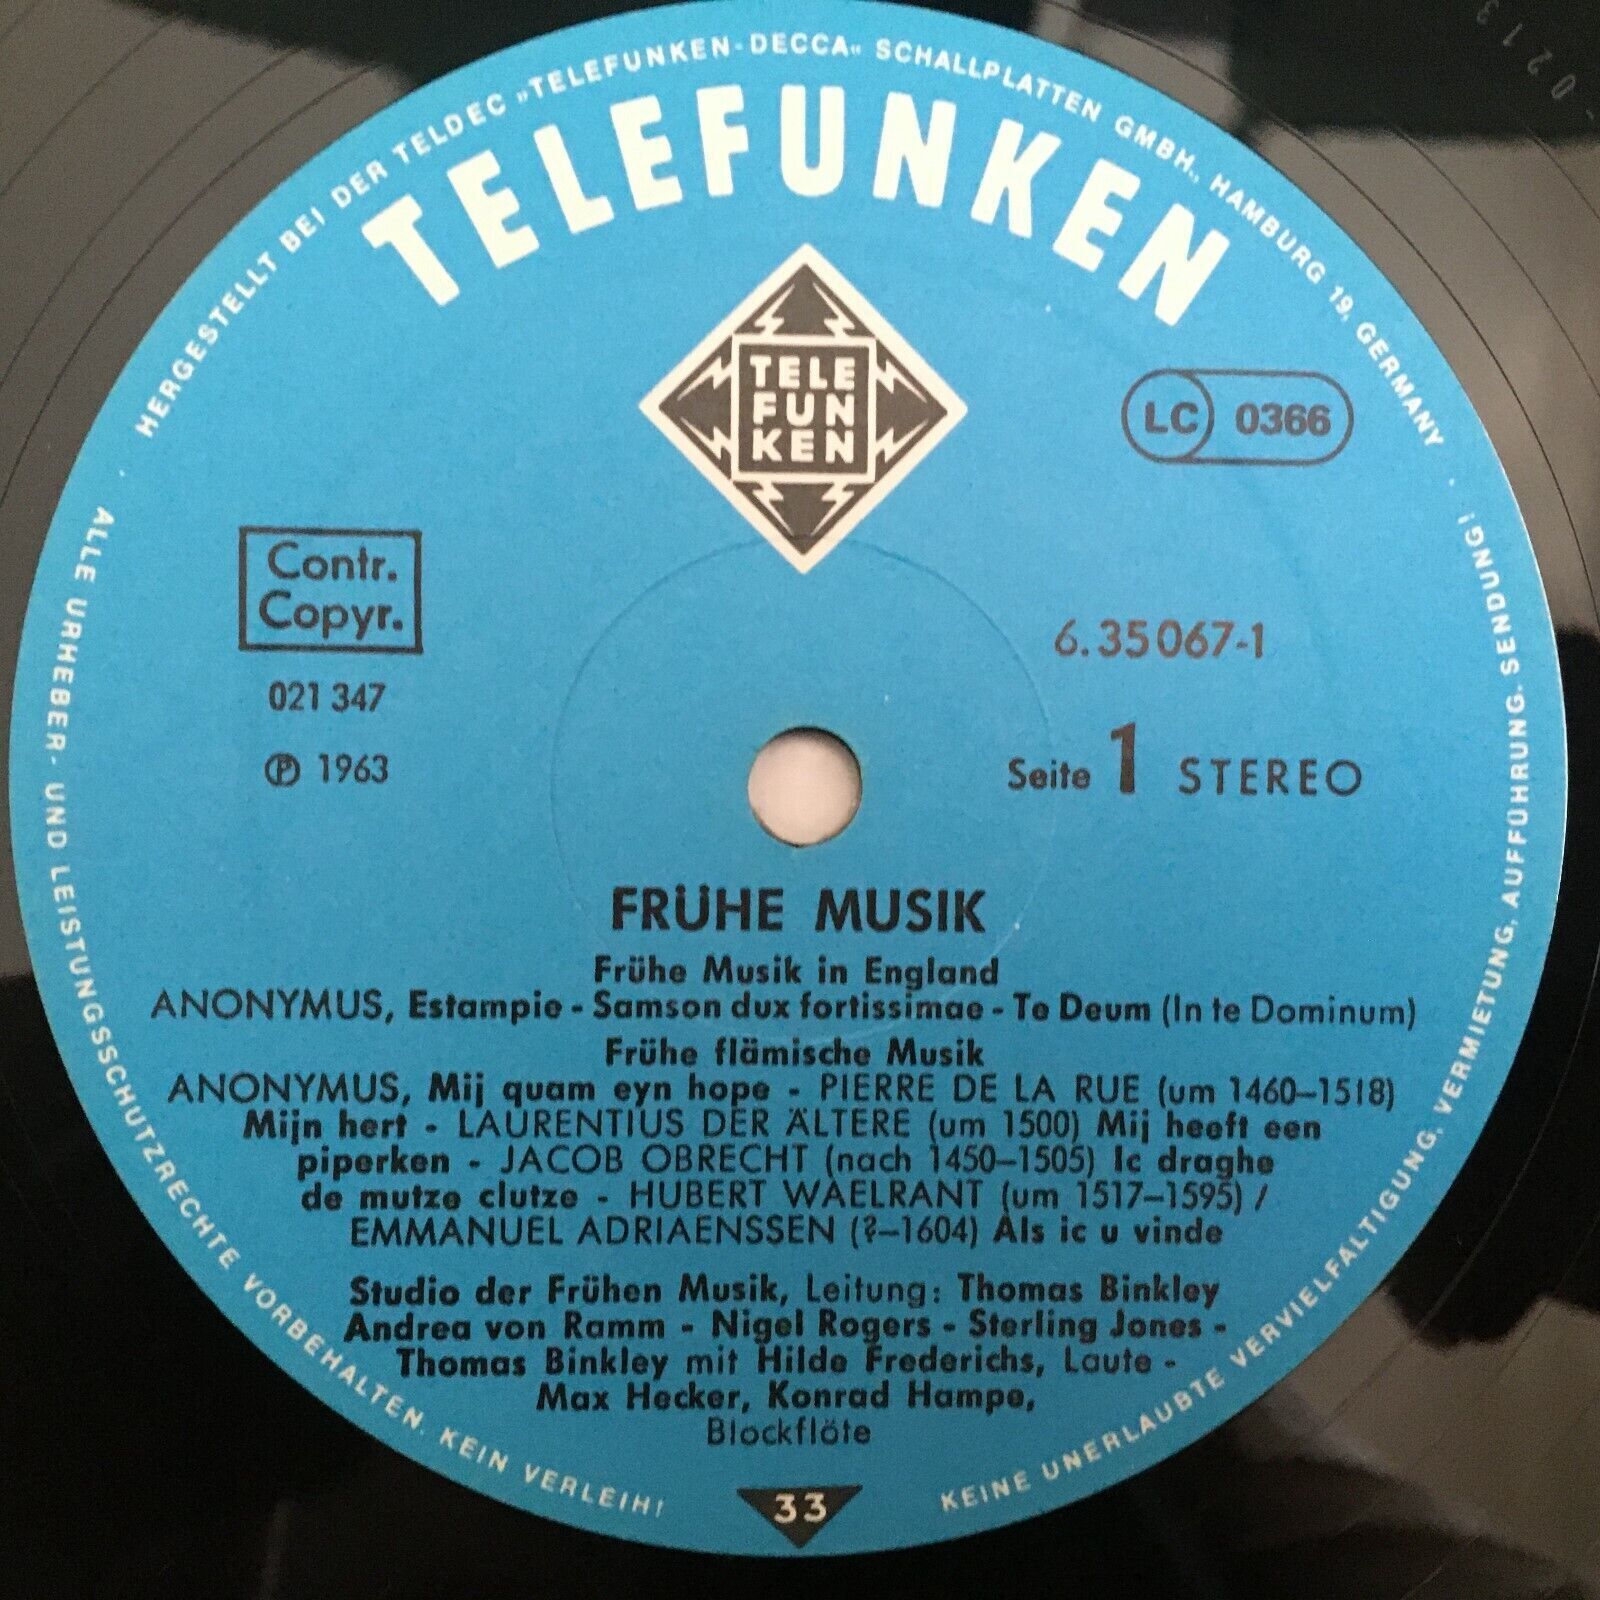 HERGESTELLT BEI DER TELDEC »TELEFUNKEN-DECCA« SCHALLPLATTEN GMBH., HAMBURG 19, GERMANY
TELEFUNKEN
TELE
FUN
KEN
LC 0366
Contr.
Copyr.
6.35067-1
021 347
℗ 1963
Seite 1 STEREO
FRÜHE MUSIK
Frühe Musik in England
ANONYMUS, Estampie - Samson dux fortissimae - Te Deum (In te Dominum)
Frühe flämische Musik
ANONYMUS, Mij quam eyn hope - PIERRE DE LA RUE (um 1460–1518)
Mijn hert - LAURENTIUS DER ÄLTERE (um 1500) Mij heeft een
piperken - JACOB OBRECHT (nach 1450–1505) Ic draghe
de mutze clutze - HUBERT WAELRANT (um 1517–1595) /
EMMANUEL ADRIAENSSEN (?–1604) Als ic u vinde
Studio der Frühen Musik, Leitung: Thomas Binkley
Andrea von Ramm - Nigel Rogers - Sterling Jones -
Thomas Binkley mit Hilde Frederichs, Laute -
Max Hecker, Konrad Hampe,
Blockflöte
33
ALLE URHEBER- UND LEISTUNGSSCHUTZRECHTE VORBEHALTEN. KEIN VERLEIH!
KEINE UNERLAUBTE VERVIELFÄLTIGUNG, VERMIETUNG, AUFFÜHRUNG, SENDUNG!